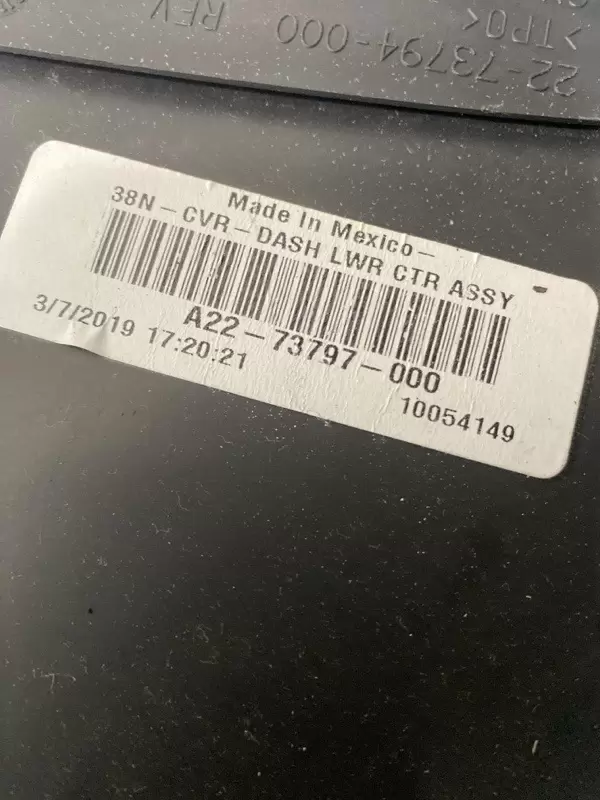 22-73794-000 REV
>TPO<
Made In Mexico-
38N-CVR-DASH LWR CTR ASSY
A22-73797-000
3/7/2019 17:20:21
10054149